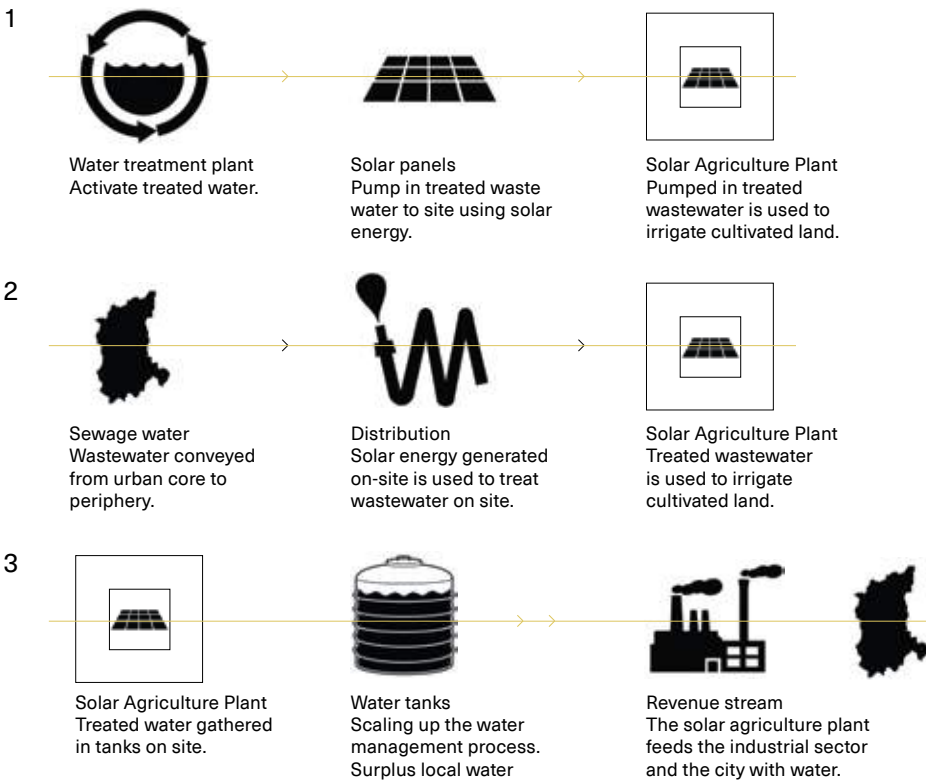 1
Water treatment plant
Activate treated water.
Solar panels
Pump in treated waste
water to site using solar
energy.
Solar Agriculture Plant
Pumped in treated
wastewater is used to
irrigate cultivated land.
2
Sewage water
Wastewater conveyed
from urban core to
periphery.
Distribution
Solar energy generated
on-site is used to treat
wastewater on site.
Solar Agriculture Plant
Treated wastewater
is used to irrigate
cultivated land.
3
Solar Agriculture Plant
Treated water gathered
in tanks on site.
Water tanks
Scaling up the water
management process.
Surplus local water
Revenue stream
The solar agriculture plant
feeds the industrial sector
and the city with water.